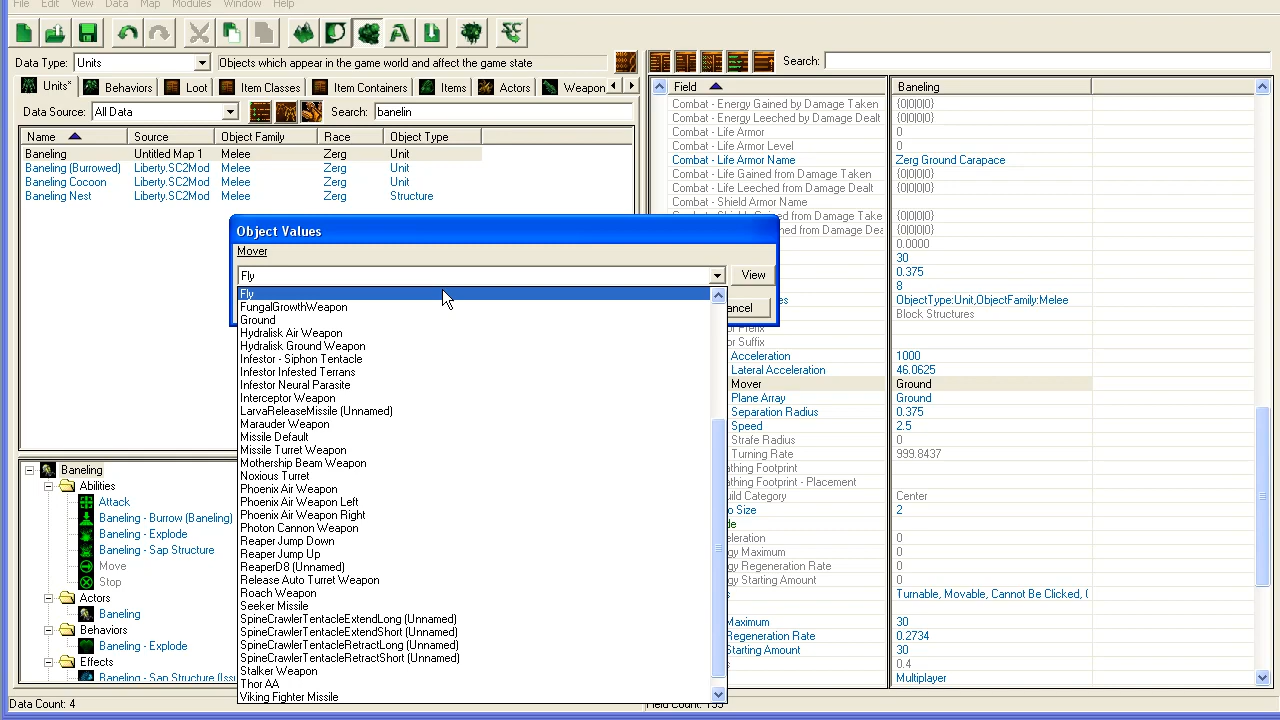 File Edit View Data Map Modules Window Help
Units
Objects which appear in the game world and affect its game state
Search:
Units* Behaviors Loot Item Classes Item Containers Items Actors Weapon
Data Source: All Data
Search: banelin
Name Source Object Family Race Object Type
Baneling Untitled Map 1 Melee Zerg Unit
Baneling (Burrowed) Liberty.SC2Mod Melee Zerg Unit
Baneling Cocoon Liberty.SC2Mod Melee Zerg Unit
Baneling Nest Liberty.SC2Mod Melee Zerg Structure
Baneling
Abilities
Attack
Baneling - Burrow (Baneling)
Baneling - Explode
Baneling - Sap Structure
Move
Stop
Actors
Baneling
Behaviors
Baneling - Explode
Effects
Baneling - Sap Structure
Data Count: 4
Object Values
Mover
Fly
View
Fly
FungalGrowthWeapon
Ground
Hydralisk Air Weapon
Hydralisk Ground Weapon
Infestor - Siphon Tentacle
Infestor Infested Terrans
Infestor Neural Parasite
Interceptor Weapon
LarvaReleaseMissile (Unnamed)
Marauder Weapon
Missile Default
Missile Turret Weapon
Mothership Beam Weapon
Noxious Turret
Phoenix Air Weapon
Phoenix Air Weapon Left
Phoenix Air Weapon Right
Photon Cannon Weapon
Reaper Jump Down
Reaper Jump Up
ReaperD8 (Unnamed)
Release Auto Turret Weapon
Roach Weapon
Seeker Missile
SpineCrawlerTentacleExtendLong (Unnamed)
SpineCrawlerTentacleExtendShort (Unnamed)
SpineCrawlerTentacleRetractLong (Unnamed)
SpineCrawlerTentacleRetractShort (Unnamed)
Stalker Weapon
Thor AA
Viking Fighter Missile
Field Baneling
Combat - Energy Gained by Damage Taken {0|0|0|0}
Combat - Energy Leeched by Damage Dealt {0|0|0|0}
Combat - Life Armor 0
Combat - Life Armor Level 0
Combat - Life Armor Name Zerg Ground Carapace
Combat - Life Gained from Damage Taken {0|0|0|0}
Combat - Life Leeched from Damage Dealt {0|0|0|0}
Combat - Shield Armor Name
{0|0|0|0}
{0|0|0|0}
0.0000
30
0.375
8
ObjectType:Unit,ObjectFamily:Melee
Block Structures
Acceleration 1000
Lateral Acceleration 46.0625
Mover Ground
Plane Array Ground
Separation Radius 0.375
Speed 2.5
Strafe Radius 0
Turning Rate 999.8437
Center
2
0
0
0
0
Turnable, Movable, Cannot Be Clicked,
30
0.2734
30
0.4
Multiplayer